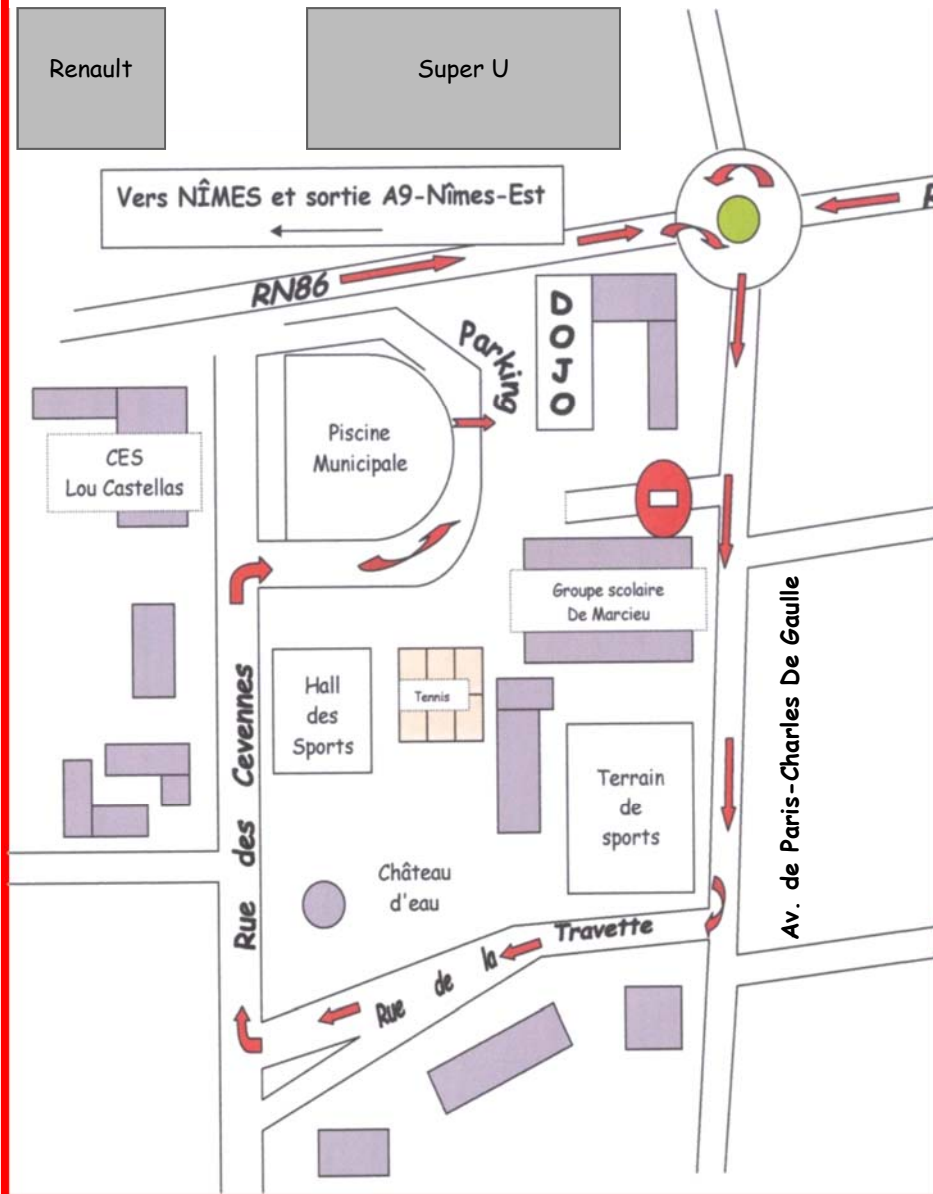 Renault
Super U
Vers NÎMES et sortie A9-Nîmes-Est
RN86
Parking
DOJO
CES
Lou Castellas
Piscine
Municipale
Groupe scolaire
De Marcieu
Av. de Paris-Charles De Gaulle
Hall
des
Sports
Tennis
Terrain
de
sports
Rue des Cevennes
Château
d'eau
Rue de la Travette